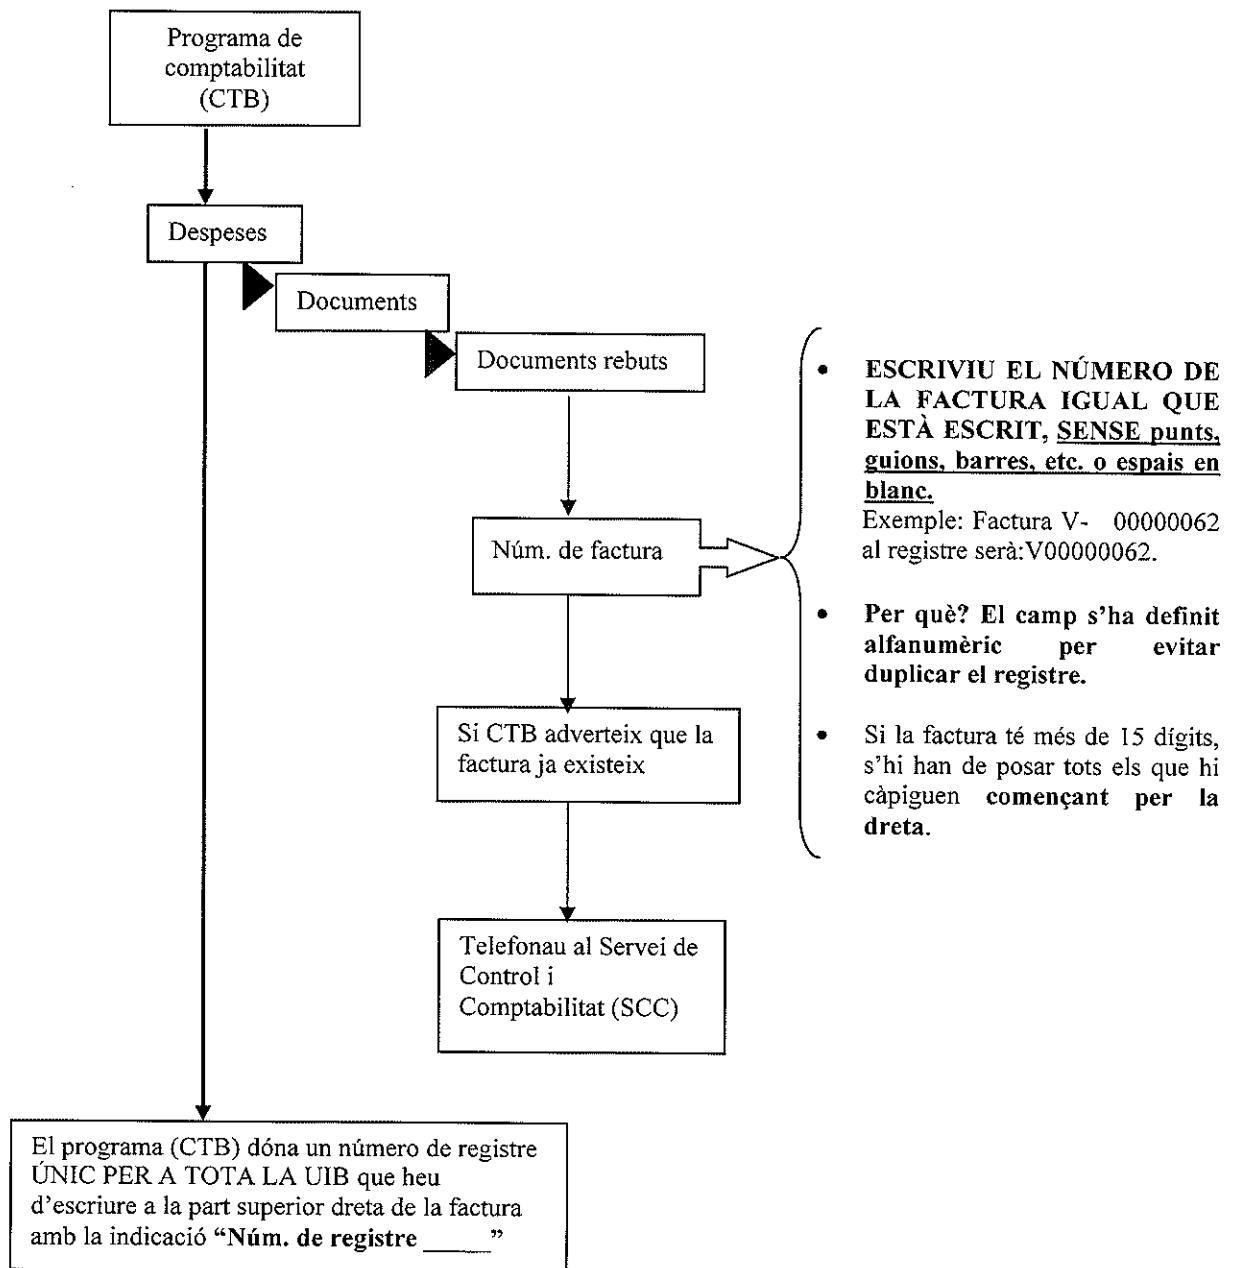 Programa de
comptabilitat
(CTB)
Despeses
Documents
Documents rebuts
Núm. de factura
• ESCRIVIU EL NÚMERO DE
LA FACTURA IGUAL QUE
ESTÀ ESCRIT, SENSE punts,
guions, barres, etc. o espais en
blanc.
Exemple: Factura V- 00000062
al registre serà:V00000062.
• Per què? El camp s'ha definit
alfanumèric per evitar
duplicar el registre.
• Si la factura té més de 15 dígits,
s'hi han de posar tots els que hi
càpiguen començant per la
dreta.
Si CTB adverteix que la
factura ja existeix
Telefonau al Servei de
Control i
Comptabilitat (SCC)
El programa (CTB) dóna un número de registre
ÚNIC PER A TOTA LA UIB que heu
d'escriure a la part superior dreta de la factura
amb la indicació “Núm. de registre _____”